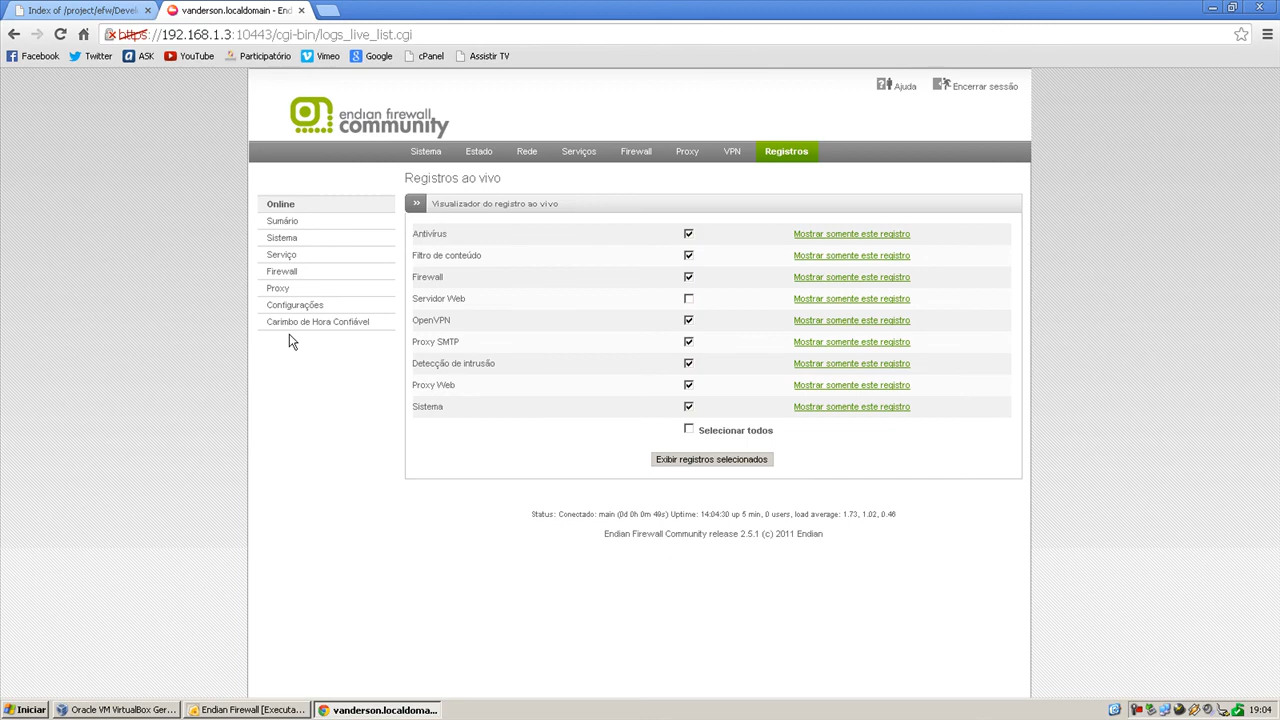 Index of /project/efw/Devel
vanderson.localdomain - End
https://192.168.1.3:10443/cgi-bin/logs_live_list.cgi
Facebook Twitter ASK YouTube Participatório Vimeo Google cPanel Assistir TV
Ajuda Encerrar sessão
endian firewall
community
Sistema Estado Rede Serviços Firewall Proxy VPN Registros
Registros ao vivo
Online
Sumário
Sistema
Serviço
Firewall
Proxy
Configurações
Carimbo de Hora Confiável
Visualizador do registro ao vivo
Antivírus Mostrar somente este registro
Filtro de conteúdo Mostrar somente este registro
Firewall Mostrar somente este registro
Servidor Web Mostrar somente este registro
OpenVPN Mostrar somente este registro
Proxy SMTP Mostrar somente este registro
Detecção de intrusão Mostrar somente este registro
Proxy Web Mostrar somente este registro
Sistema Mostrar somente este registro
Selecionar todos
Exibir registros selecionados
Status: Conectado: main (0d 0h 0m 49s) Uptime: 14:04:30 up 5 min, 0 users, load average: 1.73, 1.02, 0.46
Endian Firewall Community release 2.5.1 (c) 2011 Endian
Iniciar Oracle VM VirtualBox Ger... Endian Firewall [Executa... vanderson.localdoma... 19:04